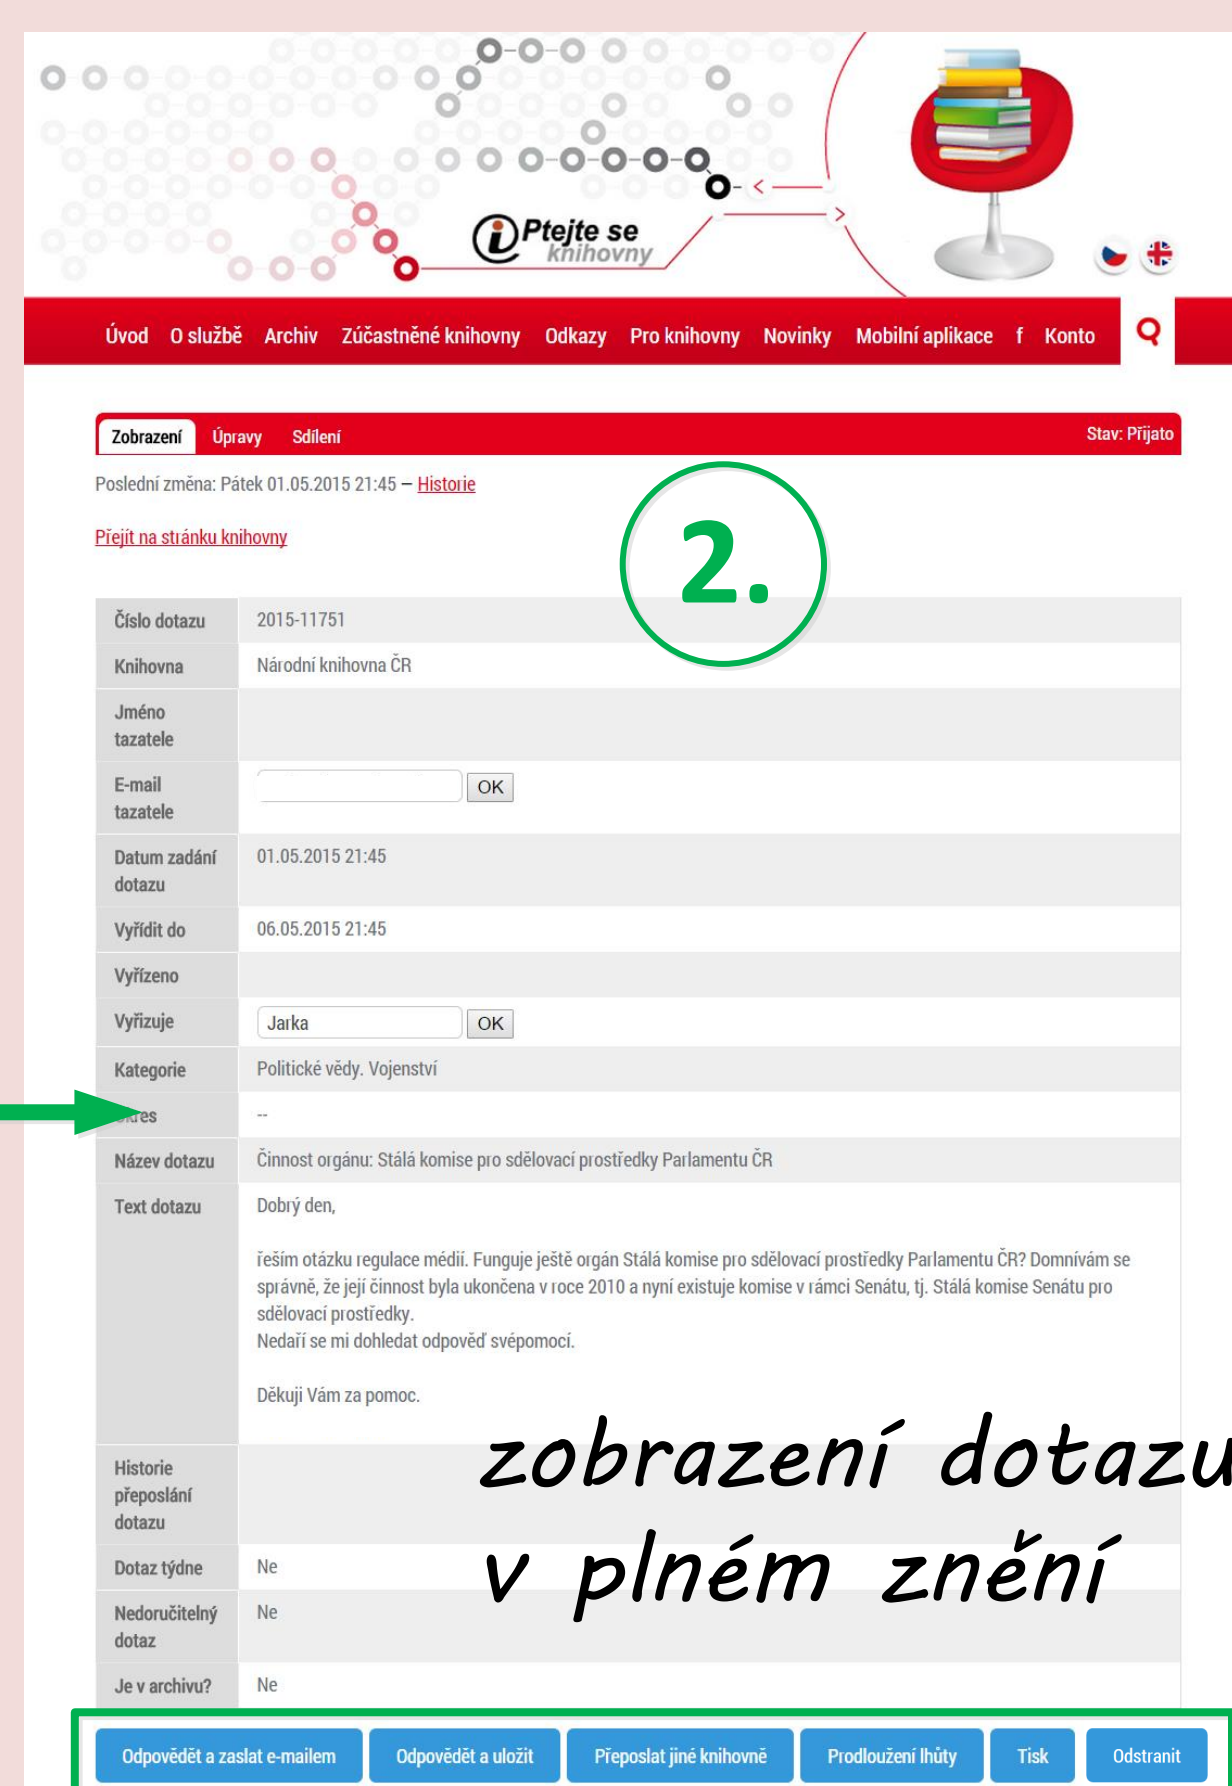 Ptejte se
knihovny
Úvod O službě Archiv Zúčastněné knihovny Odkazy Pro knihovny Novinky Mobilní aplikace f Konto
Zobrazení Úpravy Sdílení Stav: Přijato
Poslední změna: Pátek 01.05.2015 21:45 – Historie
2.
Přejít na stránku knihovny
Číslo dotazu 2015-11751
Knihovna Národní knihovna ČR
Jméno
tazatele
E-mail
tazatele
OK
Datum zadání
dotazu
01.05.2015 21:45
Vyřídit do 06.05.2015 21:45
Vyřízeno
Vyřizuje Jarka OK
Kategorie Politické vědy. Vojenství
--
Název dotazu Činnost orgánu: Stálá komise pro sdělovací prostředky Parlamentu ČR
Text dotazu Dobrý den,
řeším otázku regulace médií. Funguje ještě orgán Stálá komise pro sdělovací prostředky Parlamentu ČR? Domnívám se
správně, že její činnost byla ukončena v roce 2010 a nyní existuje komise v rámci Senátu, tj. Stálá komise Senátu pro
sdělovací prostředky.
Nedaří se mi dohledat odpověď svépomocí.
Děkuji Vám za pomoc.
zobrazení dotazu
v plném znění
Historie
přeposlání
dotazu
Dotaz týdne Ne
Nedoručitelný
dotaz
Ne
Je v archivu? Ne
Odpovědět a zaslat e-mailem Odpovědět a uložit Přeposlat jiné knihovně Prodloužení lhůty Tisk Odstranit